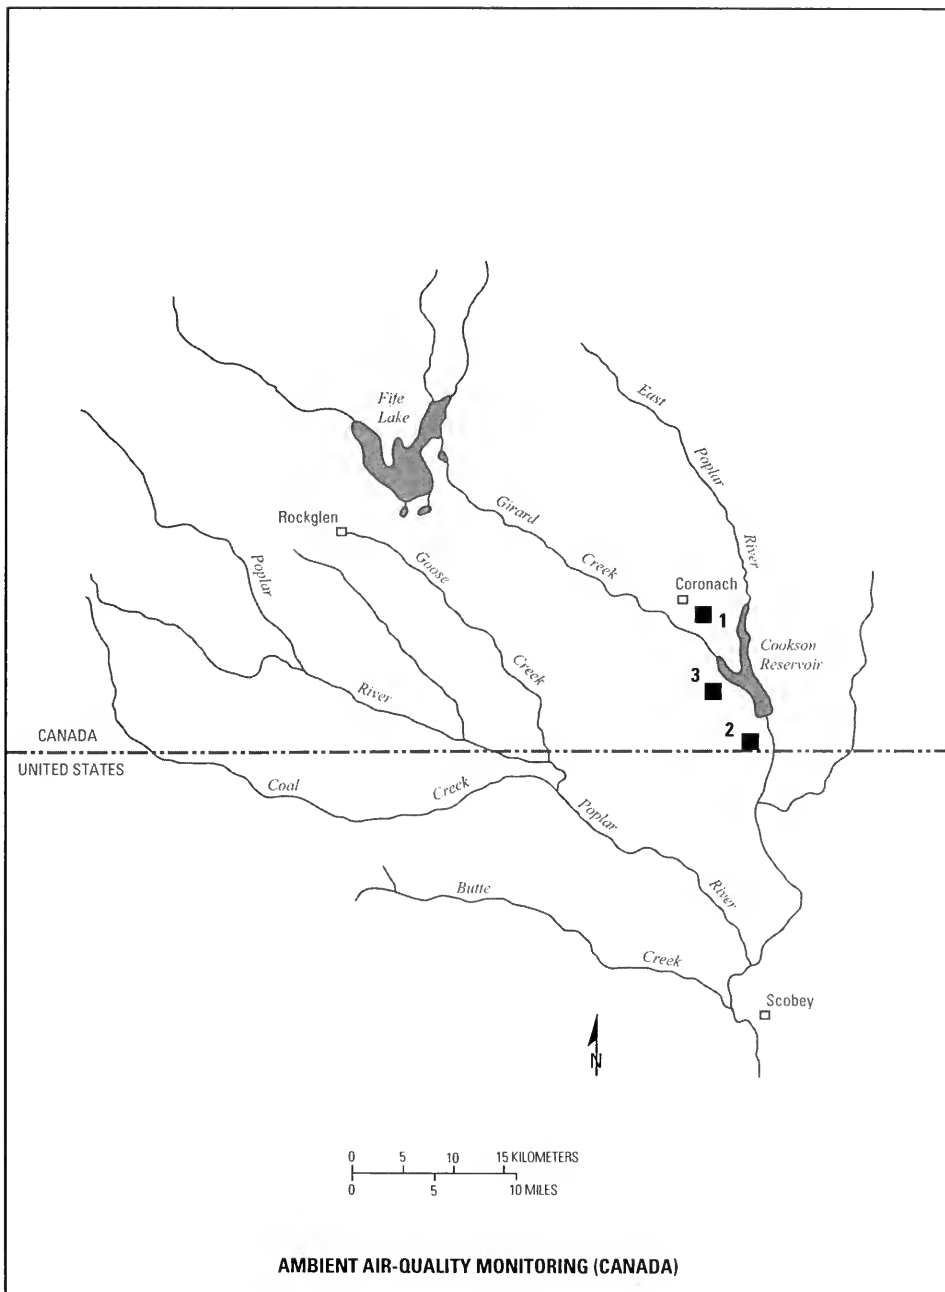 Fife
Lake
East
Poplar
River
Girard
Creek
Rockglen
Goose
Creek
Poplar
River
Coronach
1
Cookson
Reservoir
3
2
CANADA
UNITED STATES
Coal
Creek
Poplar
River
Butte
Creek
Scobey
N
0 5 10 15 KILOMETERS
0 5 10 MILES
AMBIENT AIR-QUALITY MONITORING (CANADA)